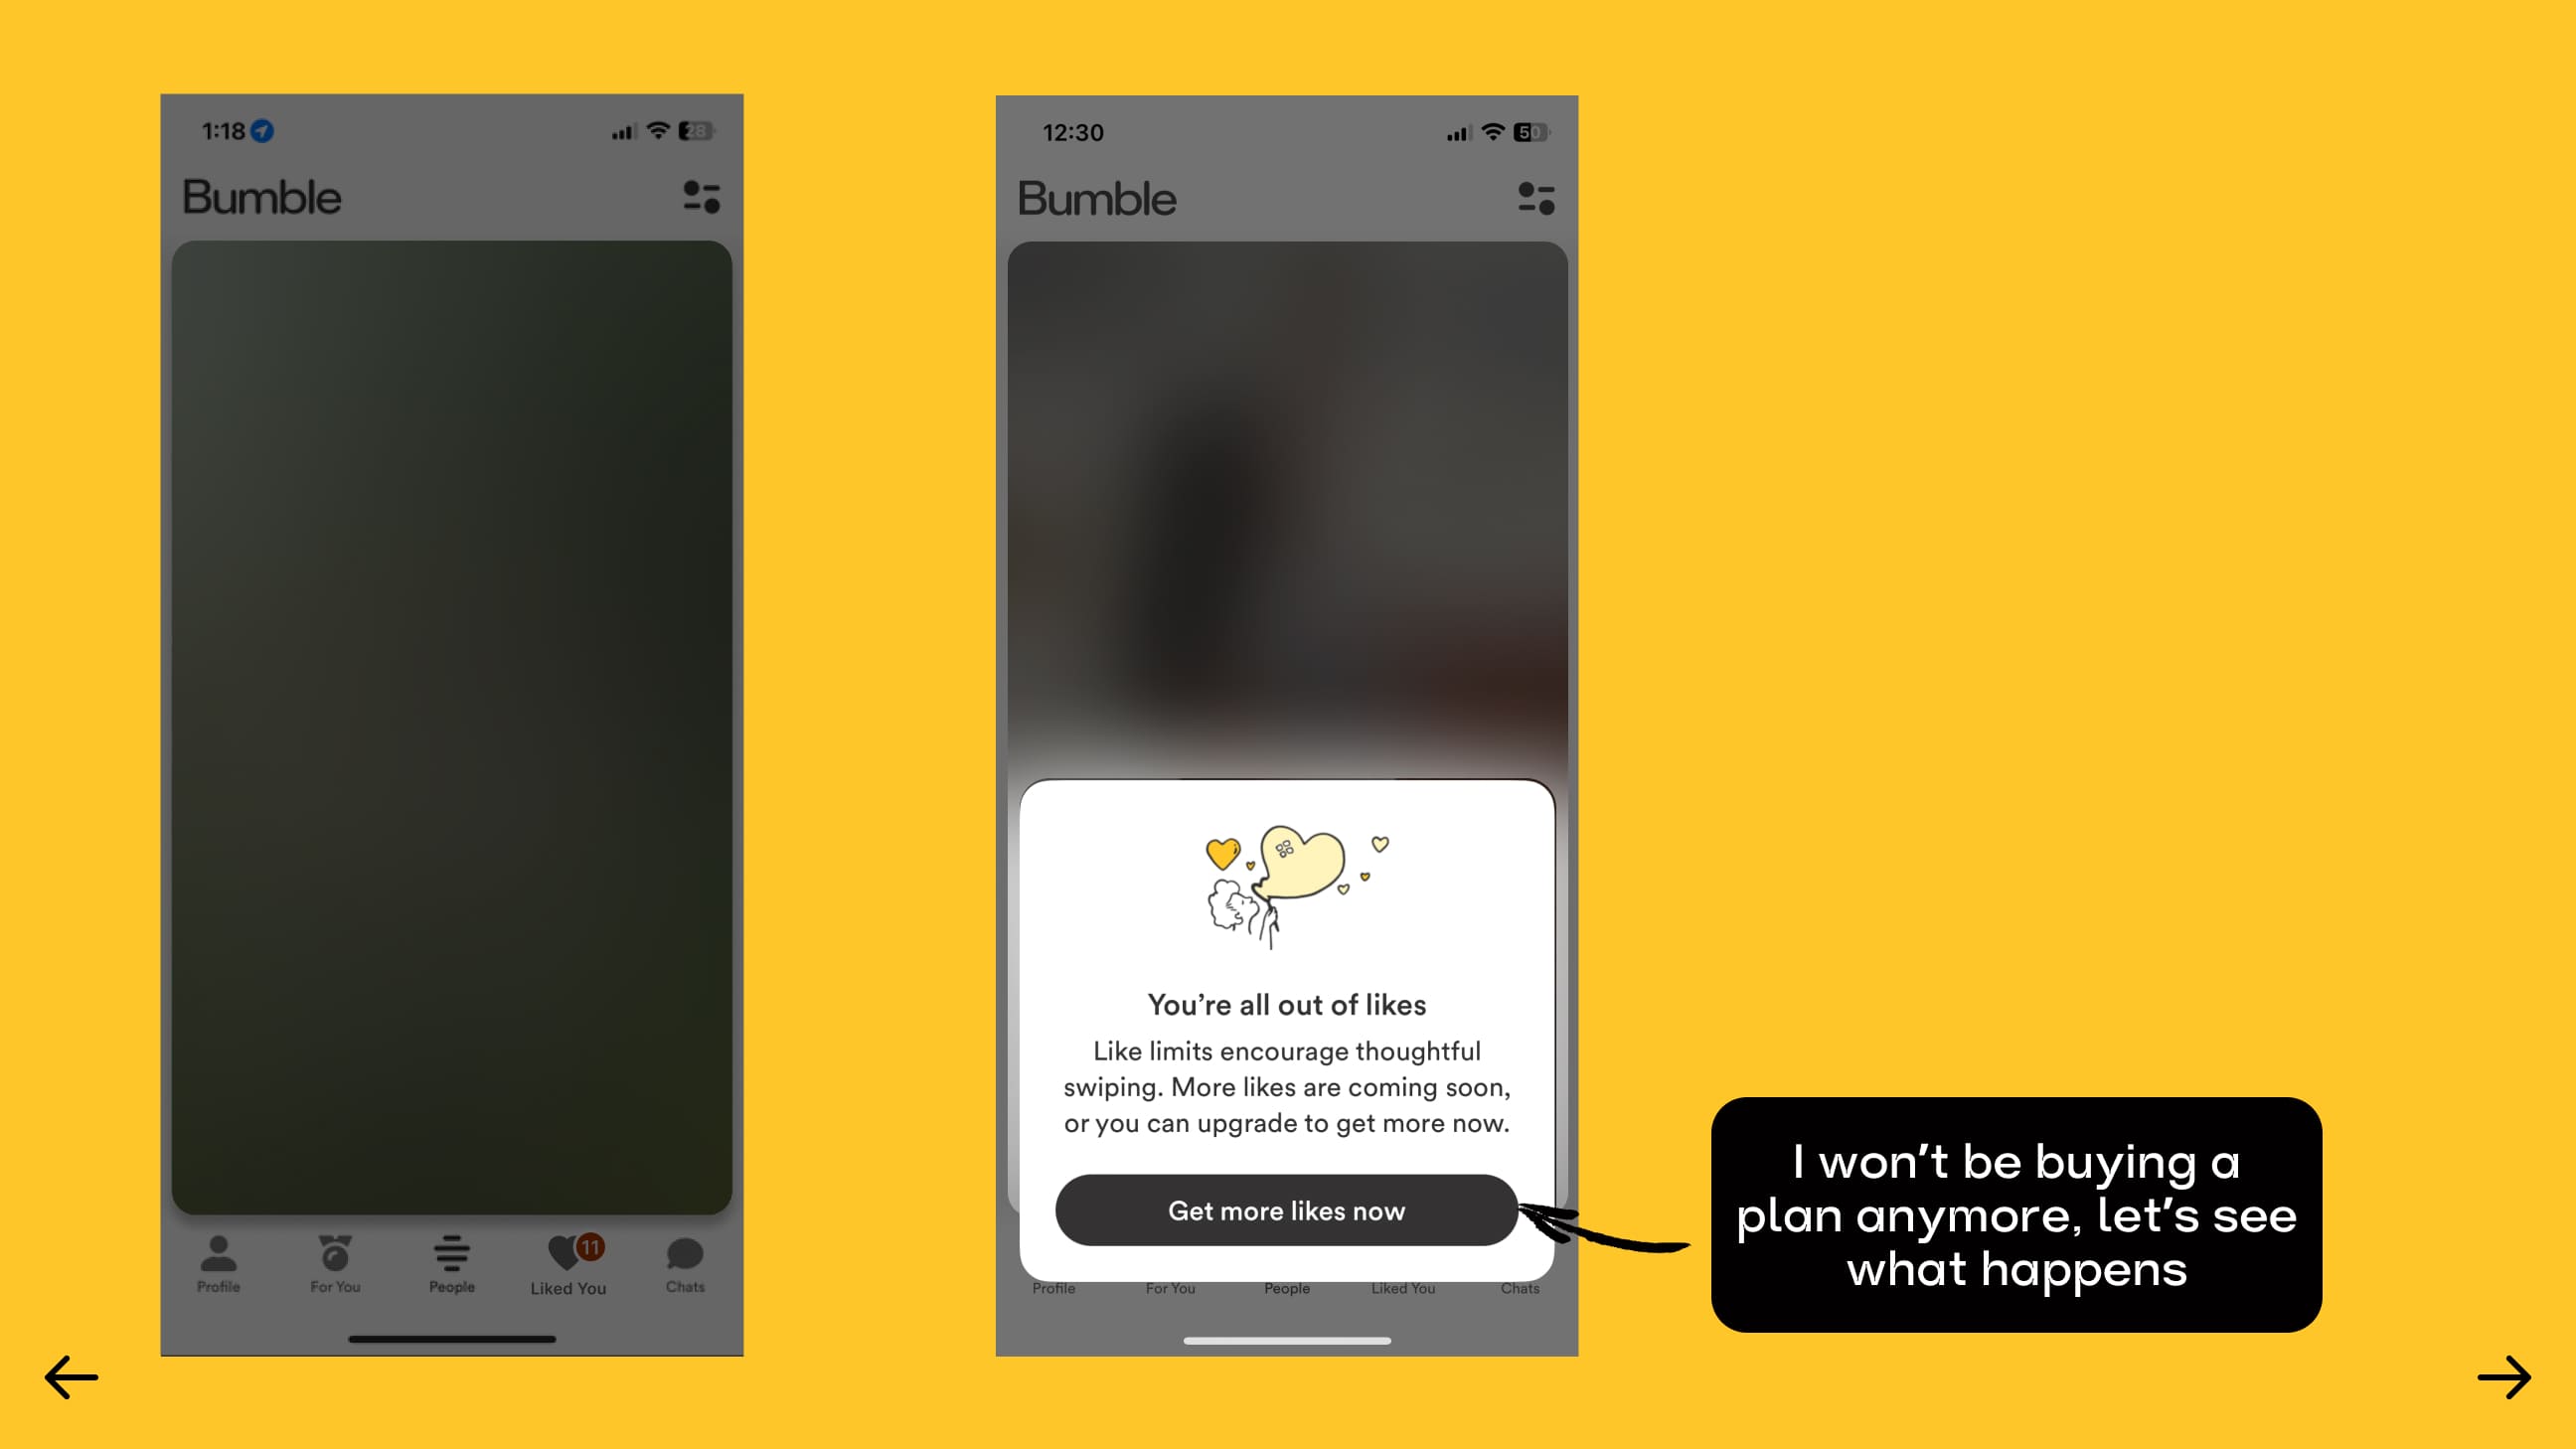 1:18
28
Bumble
11
Profile
For You
People
Liked You
Chats
12:30
50
Bumble
You're all out of likes
Like limits encourage thoughtful
swiping. More likes are coming soon,
or you can upgrade to get more now.
Get more likes now
Profile
For You
People
Liked You
Chats
I won't be buying a
plan anymore, let's see
what happens